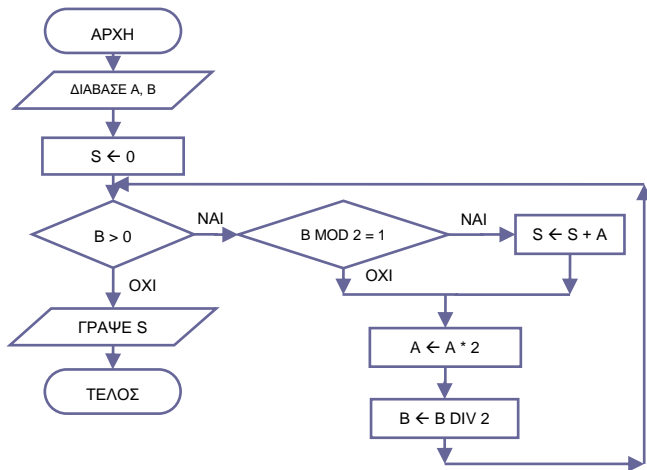 ΑΡΧΗ
ΔΙΑΒΑΣΕ Α, Β
S ← 0
Β > 0
ΝΑΙ
Β MOD 2 = 1
ΝΑΙ
S ← S + Α
ΟΧΙ
ΟΧΙ
ΓΡΑΨΕ S
Α ← Α * 2
ΤΕΛΟΣ
Β ← Β DIV 2